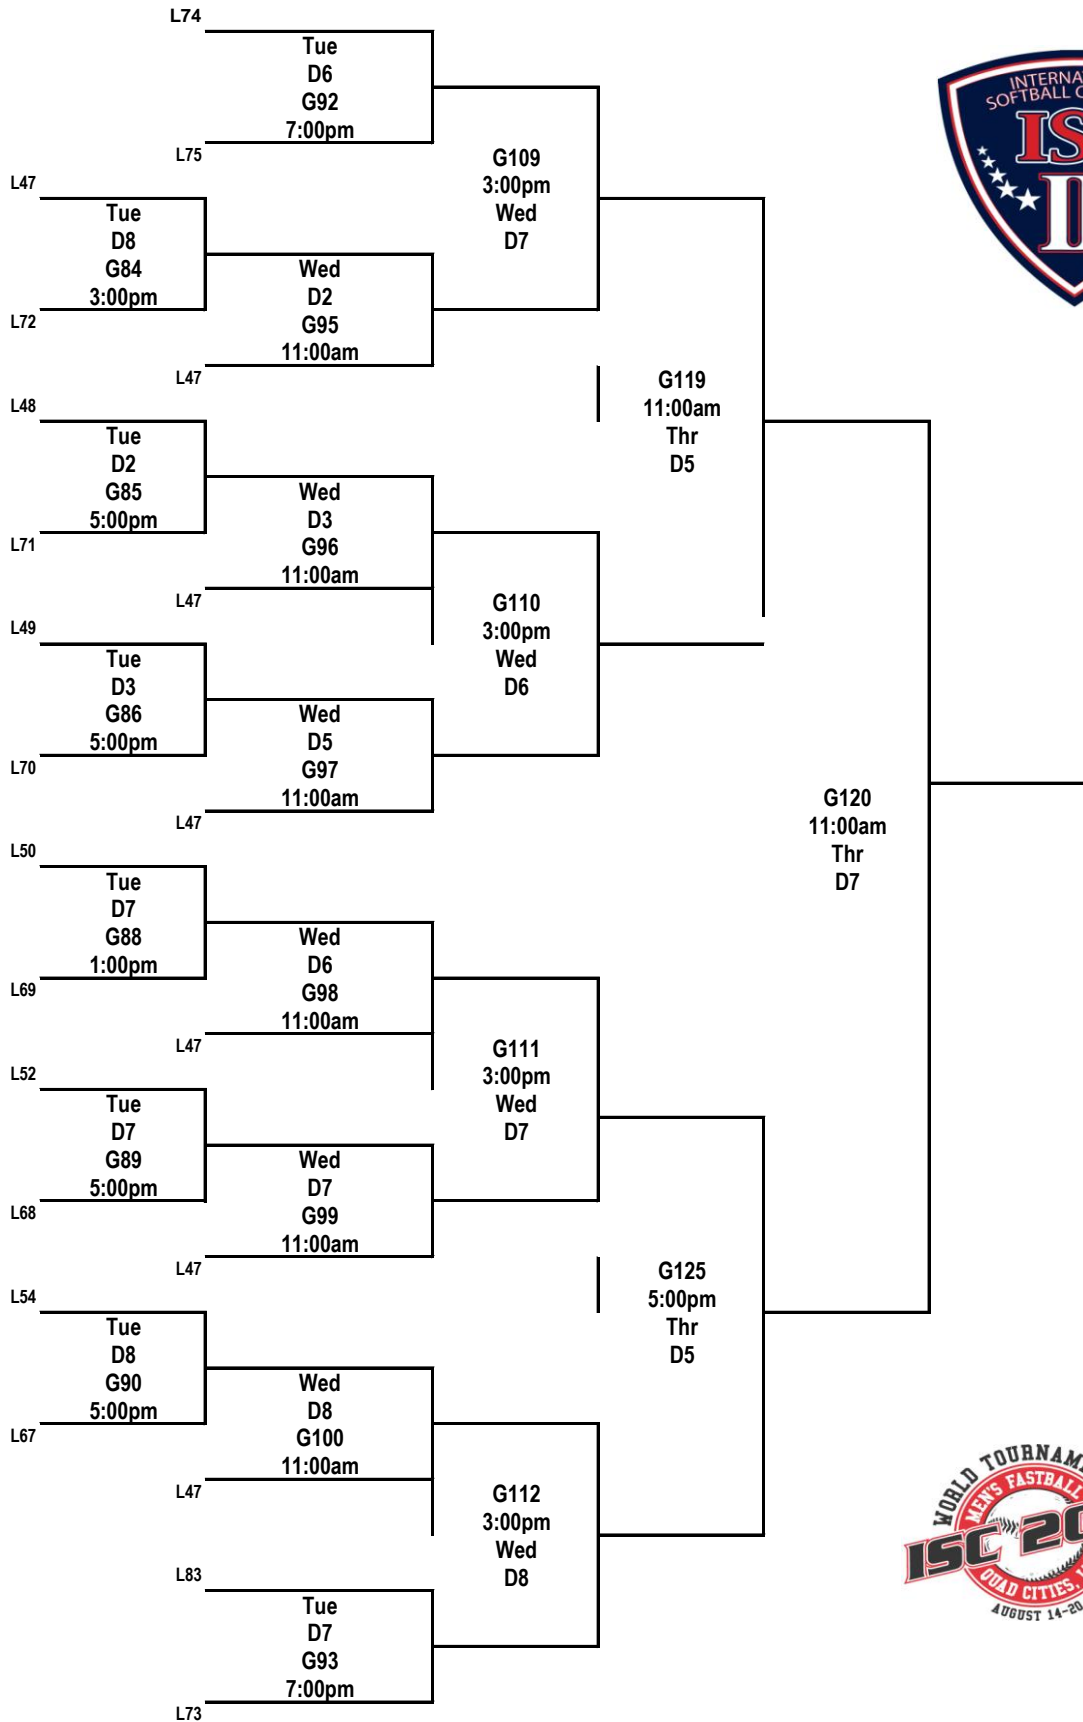 L74
Tue
D6
G92
7:00pm
L75
L47
Tue
D8
G84
3:00pm
L72
Wed
D2
G95
11:00am
L47
G109
3:00pm
Wed
D7
L48
Tue
D2
G85
5:00pm
L71
Wed
D3
G96
11:00am
L47
G119
11:00am
Thr
D5
L49
Tue
D3
G86
5:00pm
L70
Wed
D5
G97
11:00am
L47
G110
3:00pm
Wed
D6
L50
Tue
D7
G88
1:00pm
L69
Wed
D6
G98
11:00am
L47
G120
11:00am
Thr
D7
L52
Tue
D7
G89
5:00pm
L68
Wed
D7
G99
11:00am
L47
G111
3:00pm
Wed
D7
L54
Tue
D8
G90
5:00pm
L67
Wed
D8
G100
11:00am
L47
G125
5:00pm
Thr
D5
L83
Tue
D7
G93
7:00pm
L73
G112
3:00pm
Wed
D8
INTERNA
SOFTBALL C
IS
WORLD TOURNAM
MEN'S FASTBALL
ISC 20
QUAD CITIES,
AUGUST 14-20